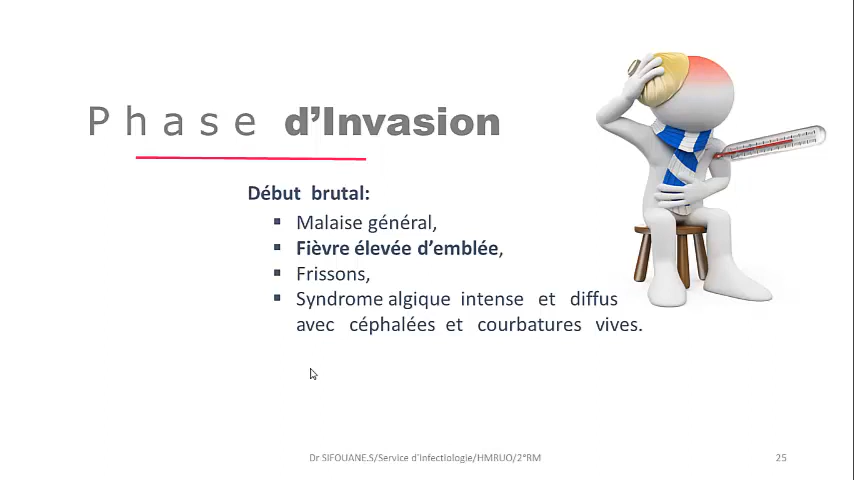 Phase d’Invasion
Début brutal:
▪ Malaise général,
▪ Fièvre élevée d’emblée,
▪ Frissons,
▪ Syndrome algique intense et diffus
avec céphalées et courbatures vives.
Dr SIFOUANE.S/Service d'Infectiologie/HMRUO/2°RM
25